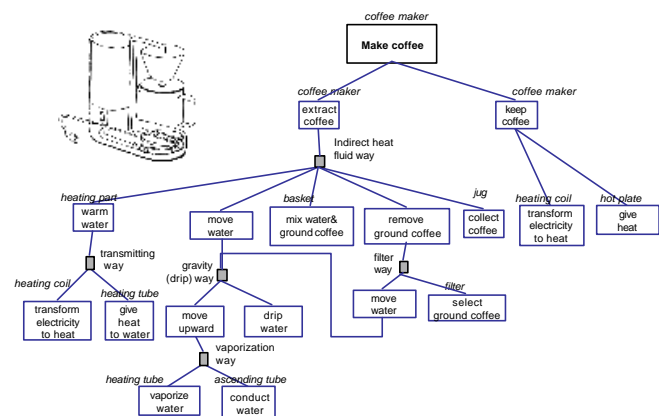 coffee maker
Make coffee
coffee maker
extract
coffee
coffee maker
keep
coffee
Indirect heat
fluid way
heating part
warm
water
move
water
basket
mix water&
ground coffee
remove
ground coffee
jug
collect
coffee
heating coil
transform
electricity
to heat
hot plate
give
heat
transmitting
way
gravity
(drip) way
filter
way
heating coil
transform
electricity
to heat
heating tube
give
heat
to water
move
upward
drip
water
move
water
filter
select
ground coffee
vaporization
way
heating tube
vaporize
water
ascending tube
conduct
water